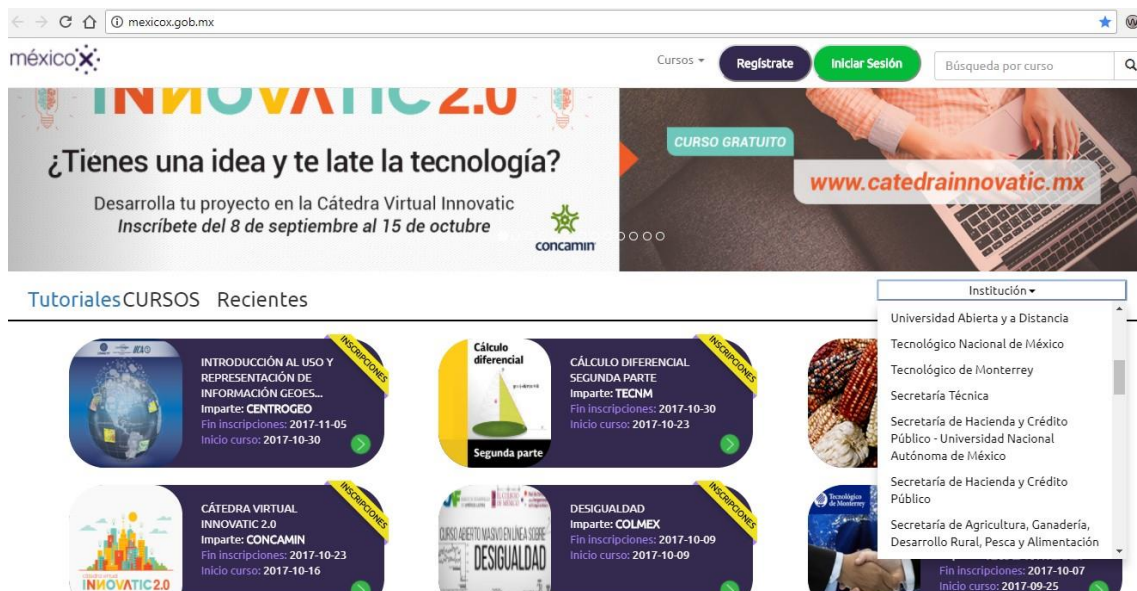 mexicox.gob.mx
méxicox
Cursos
Regístrate
Iniciar Sesión
Búsqueda por curso
INNOVATIC 2.0
¿Tienes una idea y te late la tecnología?
Desarrolla tu proyecto en la Cátedra Virtual Innovatic
Inscríbete del 8 de septiembre al 15 de octubre
concamin
CURSO GRATUITO
www.catedrainnovatic.mx
Tutoriales CURSOS Recientes
Institución
Universidad Abierta y a Distancia
Tecnológico Nacional de México
Tecnológico de Monterrey
Secretaría Técnica
Secretaría de Hacienda y Crédito
Público - Universidad Nacional
Autónoma de México
Secretaría de Hacienda y Crédito
Público
Secretaría de Agricultura, Ganadería,
Desarrollo Rural, Pesca y Alimentación
INSCRIPCIONES
INTRODUCCIÓN AL USO Y
REPRESENTACIÓN DE
INFORMACIÓN GEOES...
Imparte: CENTROGEO
Fin inscripciones: 2017-11-05
Inicio curso: 2017-10-30
Cálculo
diferencial
Segunda parte
INSCRIPCIONES
CÁLCULO DIFERENCIAL
SEGUNDA PARTE
Imparte: TECNM
Fin inscripciones: 2017-10-30
Inicio curso: 2017-10-23
INNOVATIC 2.0
INSCRIPCIONES
CÁTEDRA VIRTUAL
INNOVATIC 2.0
Imparte: CONCAMIN
Fin inscripciones: 2017-10-23
Inicio curso: 2017-10-16
CURSO ABIERTO MASIVO EN LÍNEA SOBRE
DESIGUALDAD
INSCRIPCIONES
DESIGUALDAD
Imparte: COLMEX
Fin inscripciones: 2017-10-09
Inicio curso: 2017-10-09
Tecnológico
de Monterrey
Fin inscripciones: 2017-10-07
Inicio curso: 2017-09-25